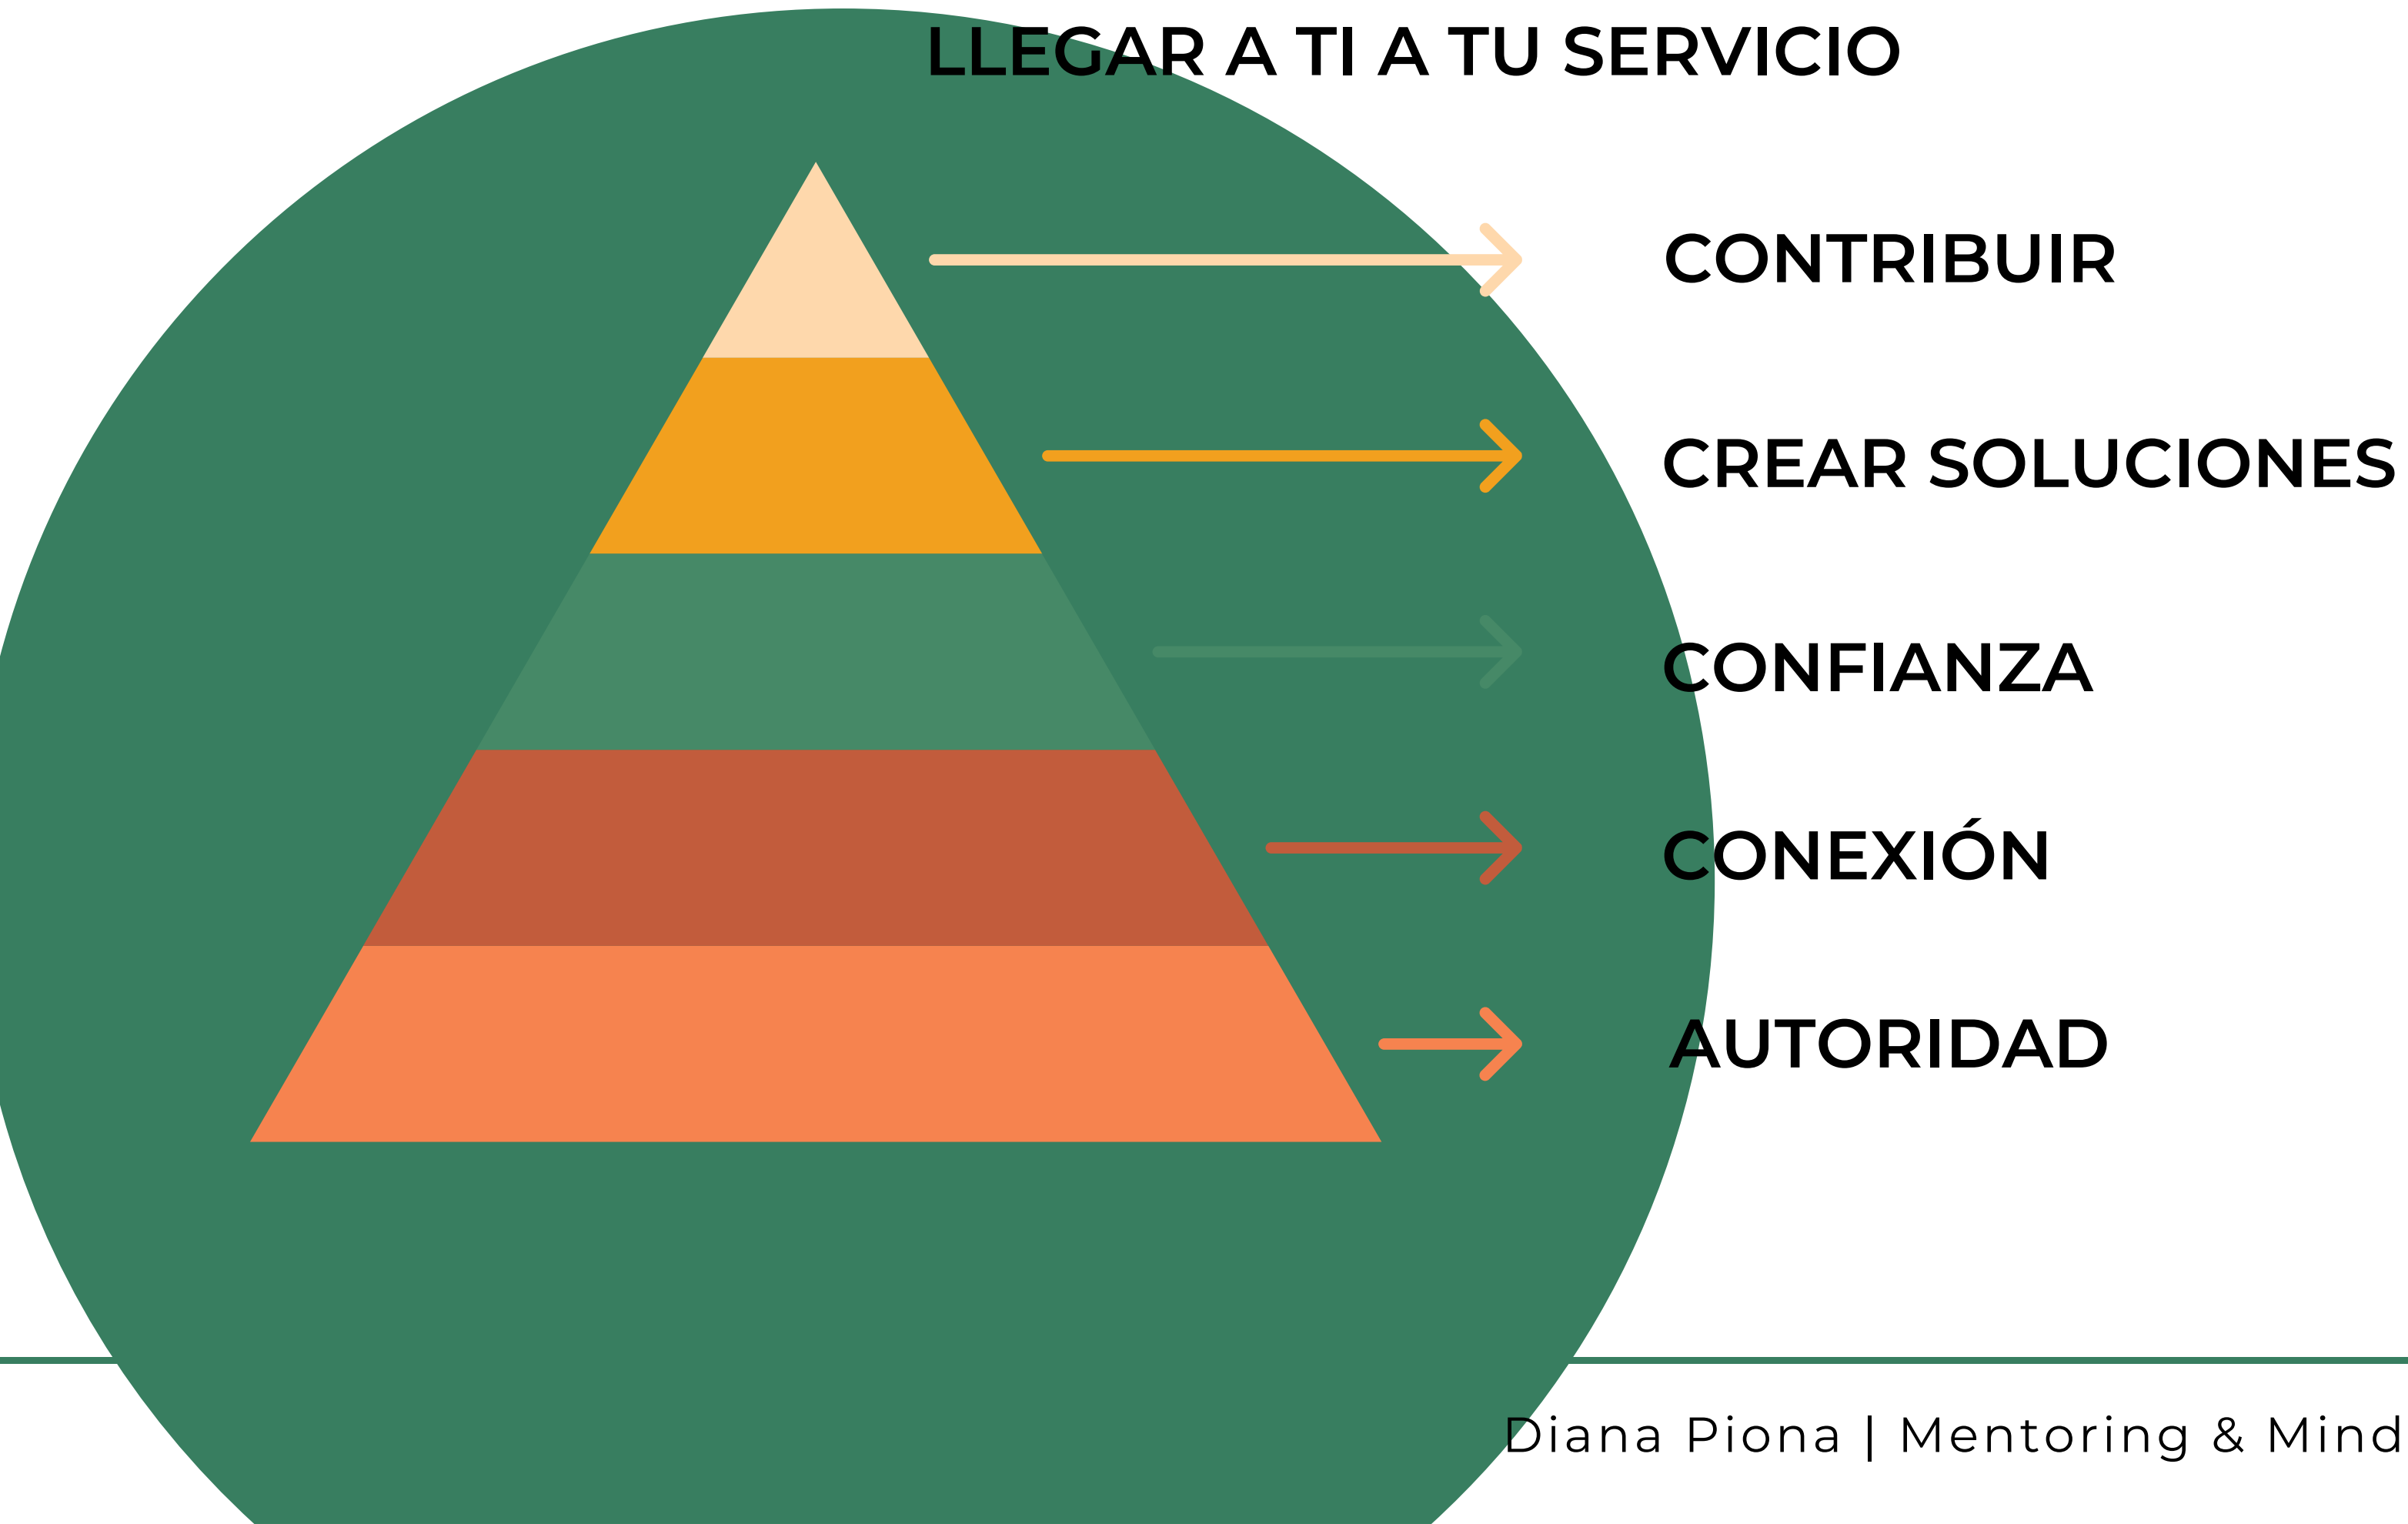 LLEGAR A TI A TU SERVICIO
CONTRIBUIR
CREAR SOLUCIONES
CONFIANZA
CONEXIÓN
AUTORIDAD
Diana Piona | Mentoring & Mind